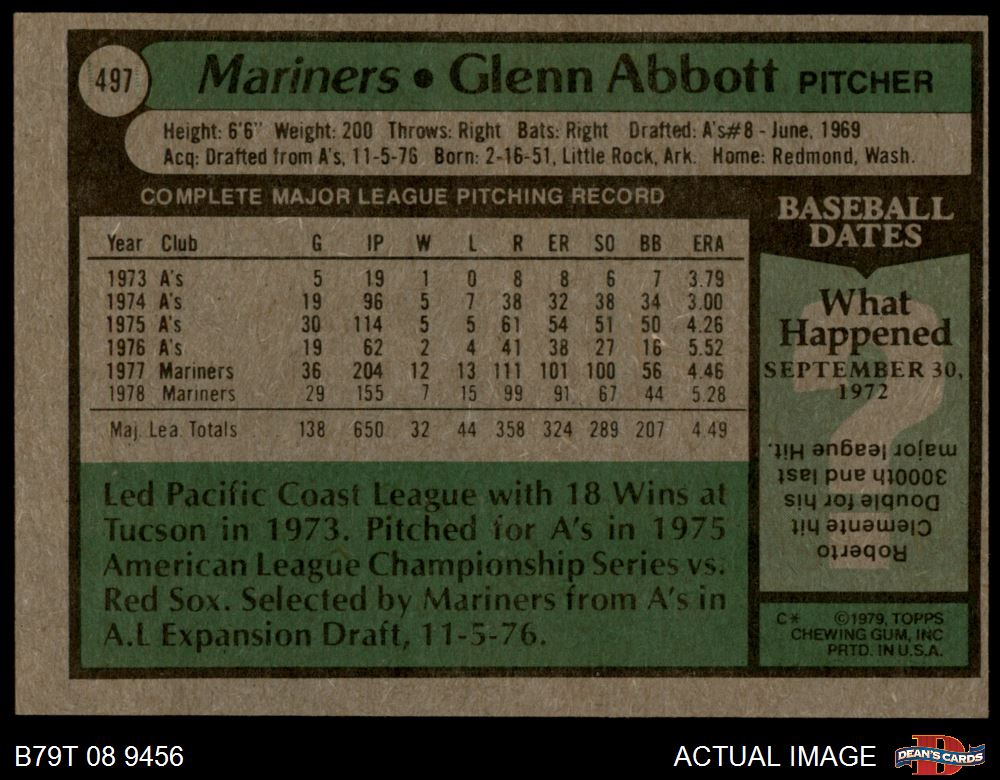 497
Mariners • Glenn Abbott PITCHER
Height: 6'6" Weight: 200 Throws: Right Bats: Right Drafted: A's#8 - June, 1969
Acq: Drafted from A's, 11-5-76 Born: 2-16-51, Little Rock, Ark. Home: Redmond, Wash.
COMPLETE MAJOR LEAGUE PITCHING RECORD
Year Club G IP W L R ER SO BB ERA
1973 A's 5 19 1 0 8 8 6 7 3.79
1974 A's 19 96 5 7 38 32 38 34 3.00
1975 A's 30 114 5 5 61 54 51 50 4.26
1976 A's 19 62 2 4 41 38 27 16 5.52
1977 Mariners 36 204 12 13 111 101 100 56 4.46
1978 Mariners 29 155 7 15 99 91 67 44 5.28
Maj. Lea. Totals 138 650 32 44 358 324 289 207 4.49
Led Pacific Coast League with 18 Wins at
Tucson in 1973. Pitched for A's in 1975
American League Championship Series vs.
Red Sox. Selected by Mariners from A's in
A.L Expansion Draft, 11-5-76.
BASEBALL
DATES
What
Happened
SEPTEMBER 30,
1972
?
Roberto
Clemente hit
Double for his
3000th and last
major league Hit.
C* ©1979, TOPPS
CHEWING GUM, INC
PRTD. IN U.S.A.
B79T 08 9456
ACTUAL IMAGE
D
DEAN'S CARDS